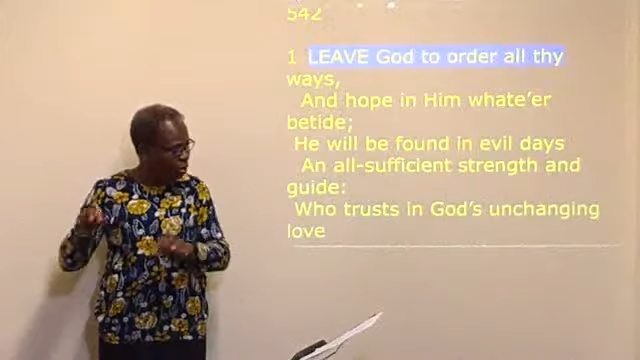 542
1 LEAVE God to order all thy
ways,
And hope in Him whate'er
betide;
He will be found in evil days
An all-sufficient strength and
guide:
Who trusts in God's unchanging
love